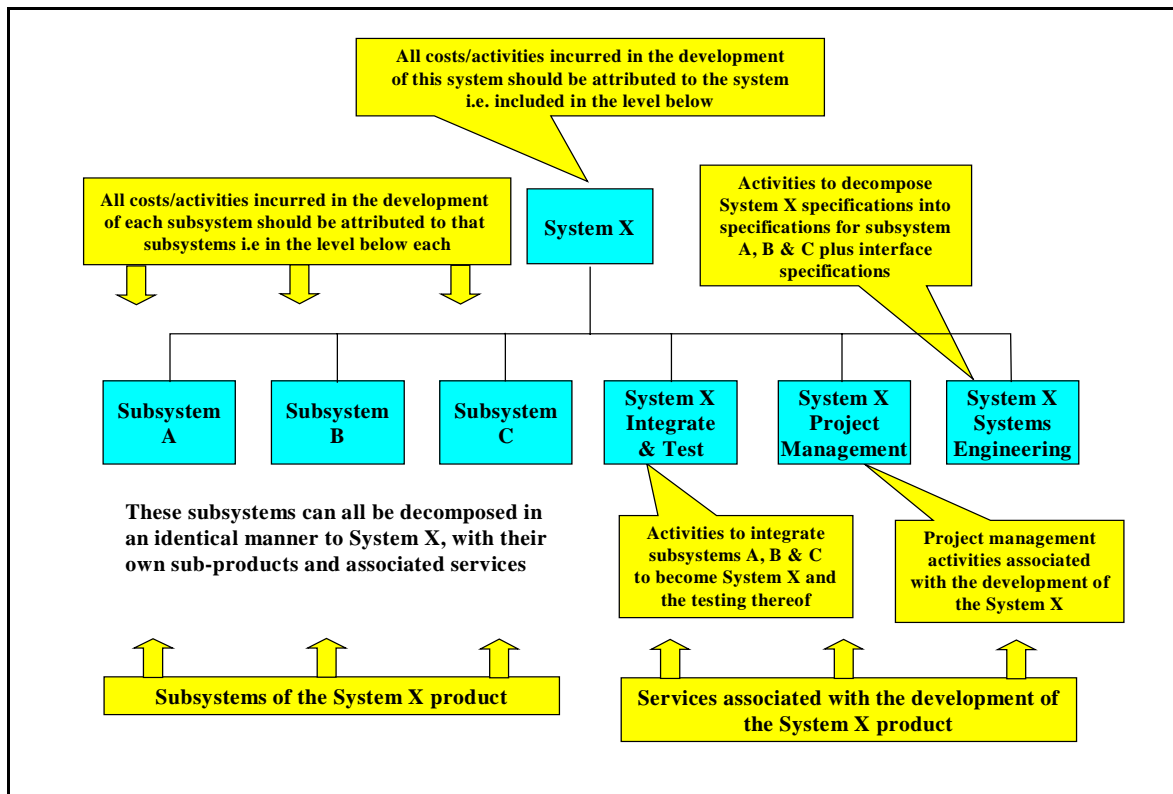 All costs/activities incurred in the development
of this system should be attributed to the system
i.e. included in the level below
All costs/activities incurred in the development
of each subsystem should be attributed to that
subsystems i.e in the level below each
System X
Activities to decompose
System X specifications into
specifications for subsystem
A, B & C plus interface
specifications
Subsystem
A
Subsystem
B
Subsystem
C
System X
Integrate
& Test
System X
Project
Management
System X
Systems
Engineering
These subsystems can all be decomposed in
an identical manner to System X, with their
own sub-products and associated services
Activities to integrate
subsystems A, B & C
to become System X and
the testing thereof
Project management
activities associated
with the development of
the System X
Subsystems of the System X product
Services associated with the development of
the System X product